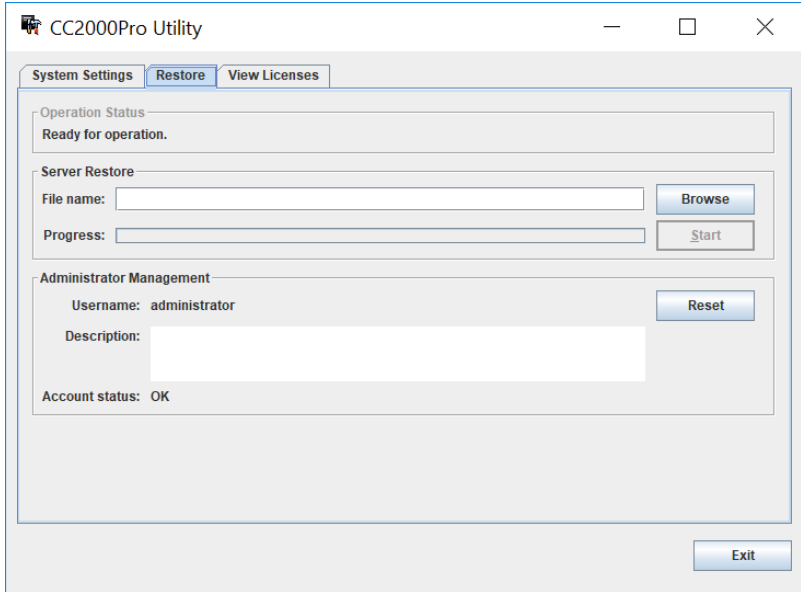 CC2000Pro Utility
System Settings Restore View Licenses
Operation Status
Ready for operation.
Server Restore
File name: Browse
Progress: Start
Administrator Management
Username: administrator Reset
Description:
Account status: OK
Exit